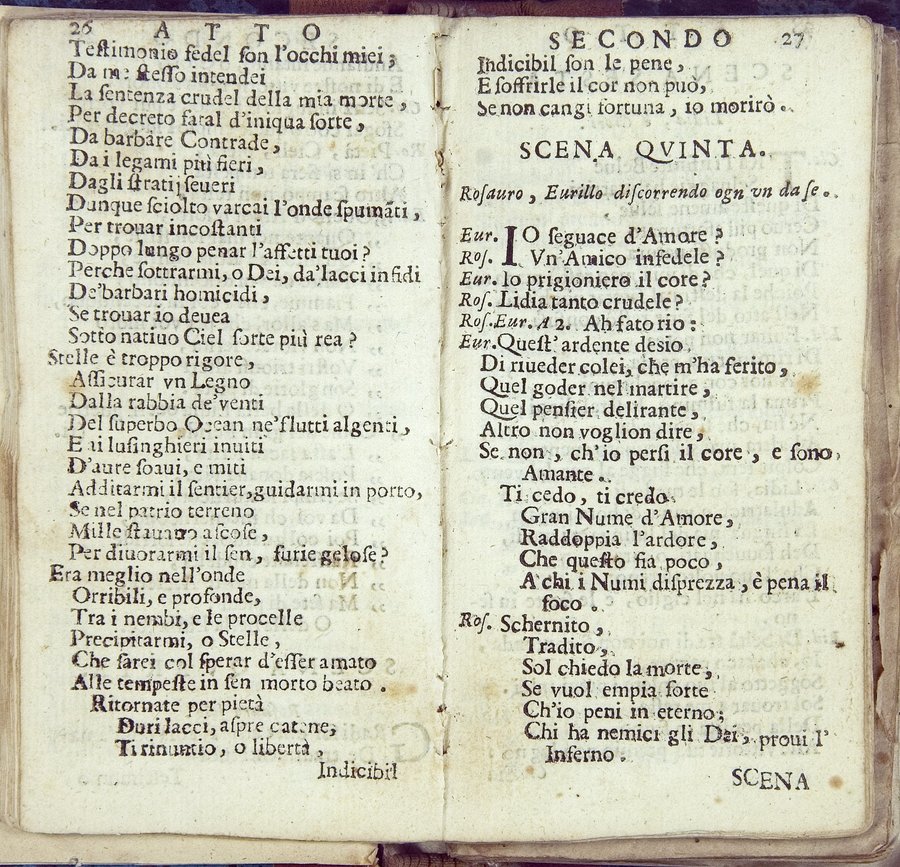 26 ATTO
Testimonio fedel son l'occhi miei,
Da me stesso intendei
La sentenza crudel della mia morte,
Per decreto fatal d'iniqua sorte,
Da barbare Contrade,
Da i legami più fieri,
Dagli strati seueri
Dunque sciolto varcai l'onde spumãti,
Per trouar incostanti
Doppo lungo penar l'affetti tuoi?
Perche sottrarmi, o Dei, da'lacci infidi
De'barbari homicidi,
Se trouar io deuea
Sotto natiuo Ciel sorte più rea?
Stelle è troppo rigore,
Assicurar vn Legno
Dalla rabbia de'venti
Del superbo Ocean ne'flutti algenti,
E ai lusinghieri inuiti
D'aure soaui, e miti
Additarmi il sentier, guidarmi in porto,
Se nel patrio terreno
Mille stauano ascose,
Per diuorarmi il sen, furie gelose?
Era meglio nell'onde
Orribili, e profonde,
Tra i nembi, e le procelle
Precipitarmi, o Stelle,
Che sarei col sperar d'esser amato
Alle tempeste in sen morto beato.
Ritornate per pietà
Duri lacci, aspre catene,
Ti rinuntio, o libertà,
Indicibil
SECONDO 27
Indicibil son le pene,
E soffrirle il cor non può,
Se non cangi fortuna, io morirò.
SCENA QVINTA.
Rosauro, Eurillo discorrendo ogn vn da se.
Eur. IO seguace d'Amore?
Ros. Vn'Amico infedele?
Eur. Io prigioniero il core?
Ros. Lidia tanto crudele?
Ros. Eur. A 2. Ah fato rio:
Eur. Quest'ardente desio,
Di riueder colei, che m'ha ferito,
Quel goder nel martire,
Quel pensier delirante,
Altro non voglion dire,
Se non, ch'io persi il core, e sono
Amante.
Ti cedo, ti credo
Gran Nume d'Amore,
Raddoppia l'ardore,
Che questo fia poco,
A chi i Numi disprezza, è pena il
foco.
Ros. Schernito,
Tradito,
Sol chiedo la morte,
Se vuol empia sorte
Ch'io peni in eterno;
Chi ha nemici gli Dei, proui l'
Inferno.
SCENA